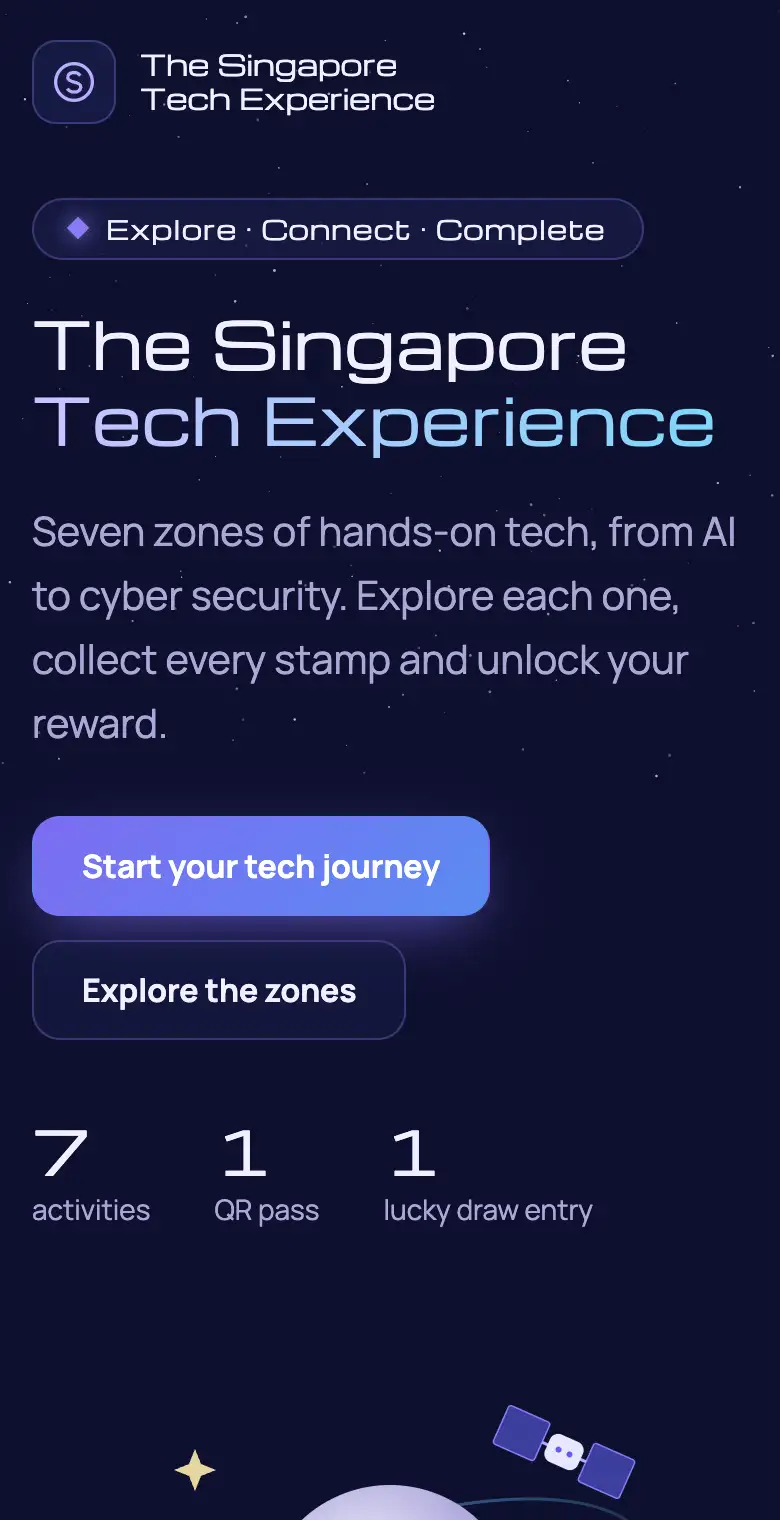 The Singapore
Tech Experience
Explore · Connect · Complete
The Singapore
Tech Experience
Seven zones of hands-on tech, from AI
to cyber security. Explore each one,
collect every stamp and unlock your
reward.
Start your tech journey
Explore the zones
7 1 1
activities QR pass lucky draw entry